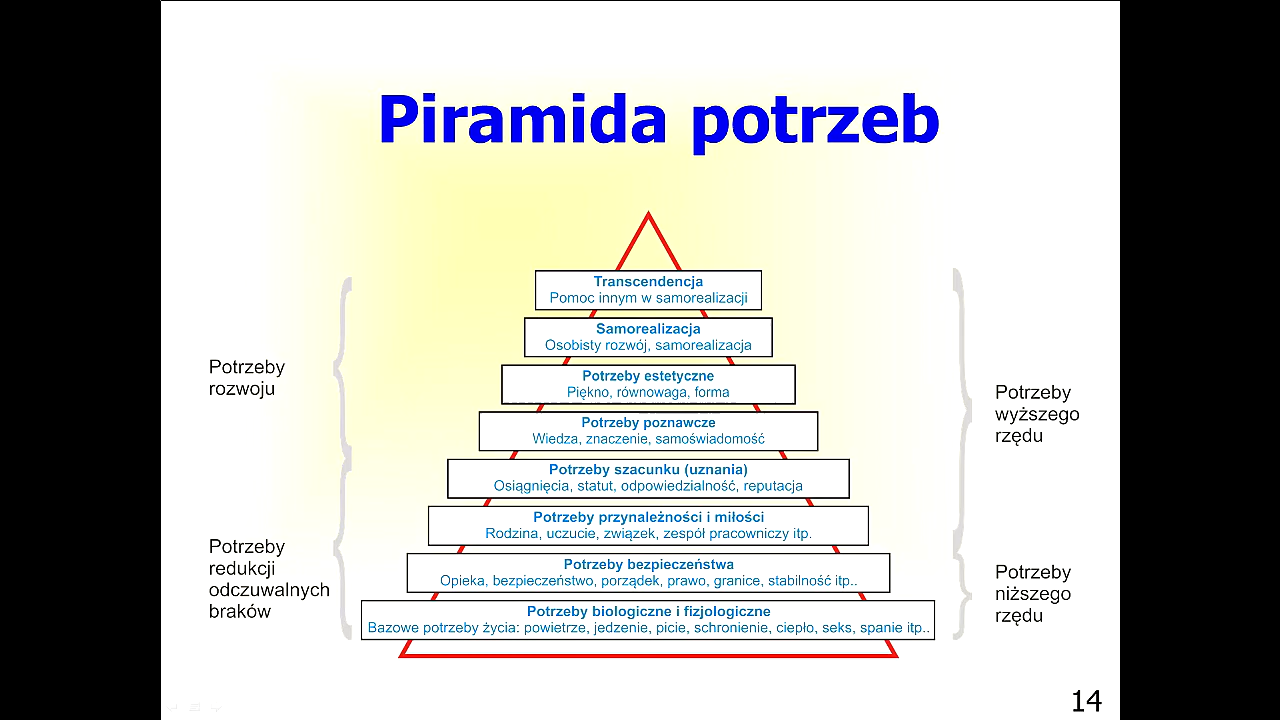 Piramida potrzeb
Transcendencja
Pomoc innym w samorealizacji
Samorealizacja
Osobisty rozwój, samorealizacja
Potrzeby estetyczne
Piękno, równowaga, forma
Potrzeby poznawcze
Wiedza, znaczenie, samoświadomość
Potrzeby szacunku (uznania)
Osiągnięcia, statut, odpowiedzialność, reputacja
Potrzeby przynależności i miłości
Rodzina, uczucie, związek, zespół pracowniczy itp.
Potrzeby bezpieczeństwa
Opieka, bezpieczeństwo, porządek, prawo, granice, stabilność itp..
Potrzeby biologiczne i fizjologiczne
Bazowe potrzeby życia: powietrze, jedzenie, picie, schronienie, ciepło, seks, spanie itp..
Potrzeby
rozwoju
Potrzeby
redukcji
odczuwalnych
braków
Potrzeby
wyższego
rzędu
Potrzeby
niższego
rzędu
14